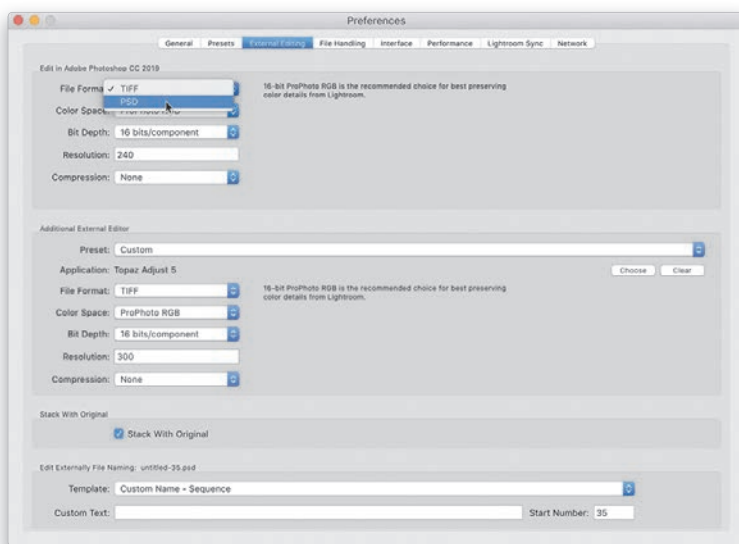 Preferences
General Presets External Editing File Handling Interface Performance Lightroom Sync Network
Edit in Adobe Photoshop CC 2019
File Forma ✓ TIFF
PSD
16-bit ProPhoto RGB is the recommended choice for best preserving
color details from Lightroom.
Color Space: ProPhoto RGB
Bit Depth: 16 bits/component
Resolution: 240
Compression: None
Additional External Editor
Preset: Custom
Application: Topaz Adjust 5
Choose Clear
File Format: TIFF
16-bit ProPhoto RGB is the recommended choice for best preserving
color details from Lightroom.
Color Space: ProPhoto RGB
Bit Depth: 16 bits/component
Resolution: 300
Compression: None
Stack With Original
Stack With Original
Edit Externally File Naming: untitled-35.psd
Template: Custom Name - Sequence
Custom Text:
Start Number: 35